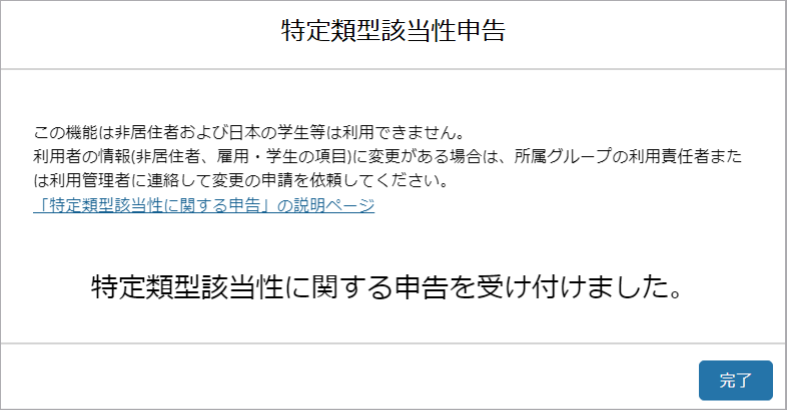 特定類型該当性申告
この機能は非居住者および日本の学生等は利用できません。
利用者の情報(非居住者、雇用・学生の項目)に変更がある場合は、所属グループの利用責任者また
は利用管理者に連絡して変更の申請を依頼してください。
「特定類型該当性に関する申告」の説明ページ
特定類型該当性に関する申告を受け付けました。
完了